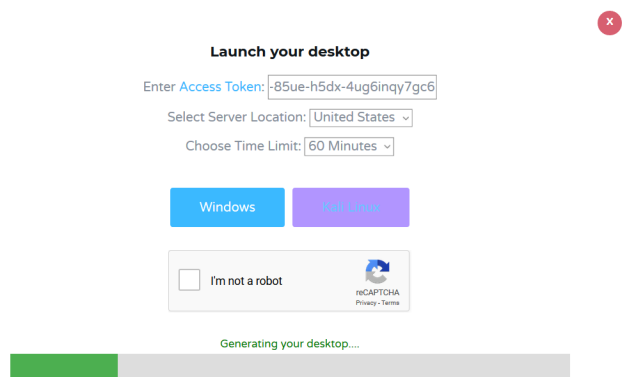 x
Launch your desktop
Enter Access Token: -85ue-h5dx-4ug6inqy7gc6
Select Server Location: United States
Choose Time Limit: 60 Minutes
Windows Kali Linux
I'm not a robot
reCAPTCHA
Privacy - Terms
Generating your desktop....